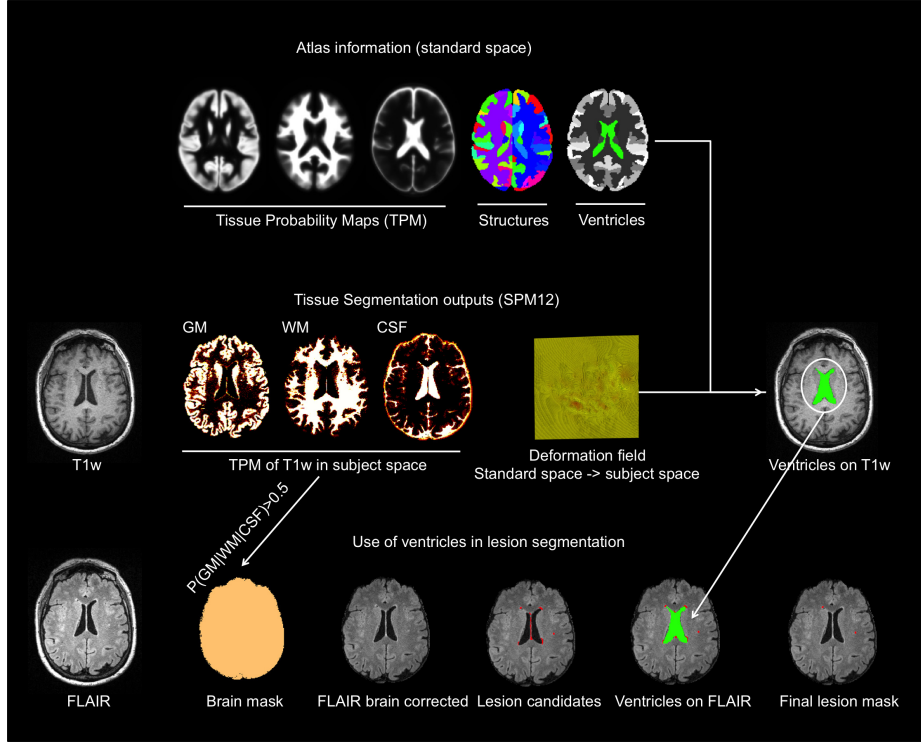 Atlas information (standard space)
Tissue Probability Maps (TPM)
Structures
Ventricles
Tissue Segmentation outputs (SPM12)
GM
WM
CSF
T1w
TPM of T1w in subject space
Deformation field
Standard space -> subject space
Ventricles on T1w
P(GM|WM|CSF)>0.5
Use of ventricles in lesion segmentation
FLAIR
Brain mask
FLAIR brain corrected
Lesion candidates
Ventricles on FLAIR
Final lesion mask